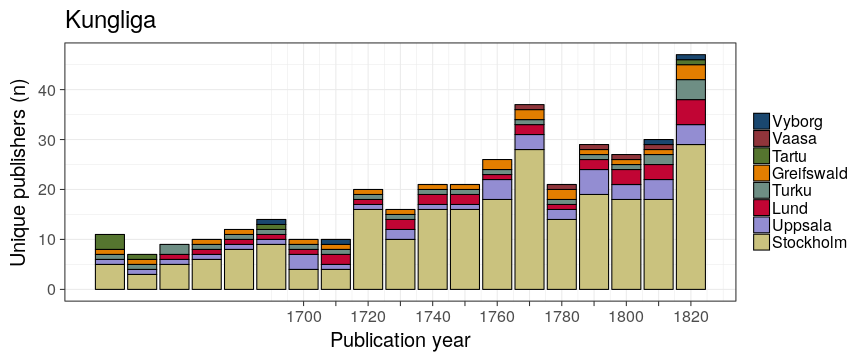 Kungliga
Unique publishers (n)
40
30
20
10
0
1700
1720
1740
1760
1780
1800
1820
Publication year
Vyborg
Vaasa
Tartu
Greifswald
Turku
Lund
Uppsala
Stockholm